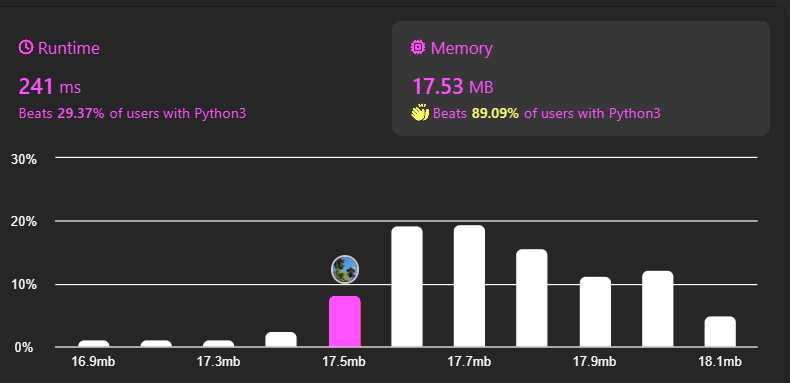 Runtime
241 ms
Beats 29.37% of users with Python3
Memory
17.53 MB
Beats 89.09% of users with Python3
30%
20%
10%
0%
16.9mb 17.3mb 17.5mb 17.7mb 17.9mb 18.1mb